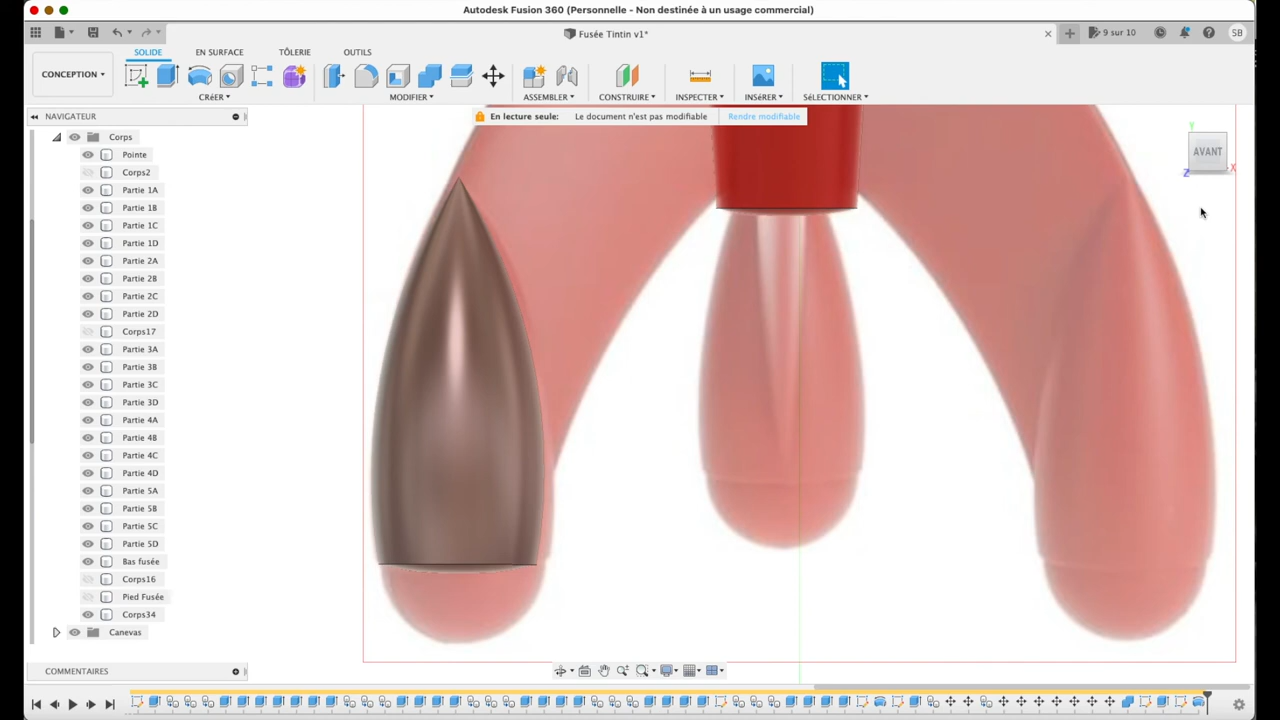 Autodesk Fusion 360 (Personnelle - Non destinée à un usage commercial)
Fusée Tintin v1*
9 sur 10
SB
CONCEPTION
SOLIDE
EN SURFACE
TÔLERIE
OUTILS
CRÉER
MODIFIER
ASSEMBLER
CONSTRUIRE
INSPECTER
INSÉRER
SÉLECTIONNER
NAVIGATEUR
En lecture seule: Le document n'est pas modifiable Rendre modifiable
AVANT
Y
X
Z
Corps
Pointe
Corps2
Partie 1A
Partie 1B
Partie 1C
Partie 1D
Partie 2A
Partie 2B
Partie 2C
Partie 2D
Corps17
Partie 3A
Partie 3B
Partie 3C
Partie 3D
Partie 4A
Partie 4B
Partie 4C
Partie 4D
Partie 5A
Partie 5B
Partie 5C
Partie 5D
Bas fusée
Corps16
Pied Fusée
Corps34
Canevas
COMMENTAIRES